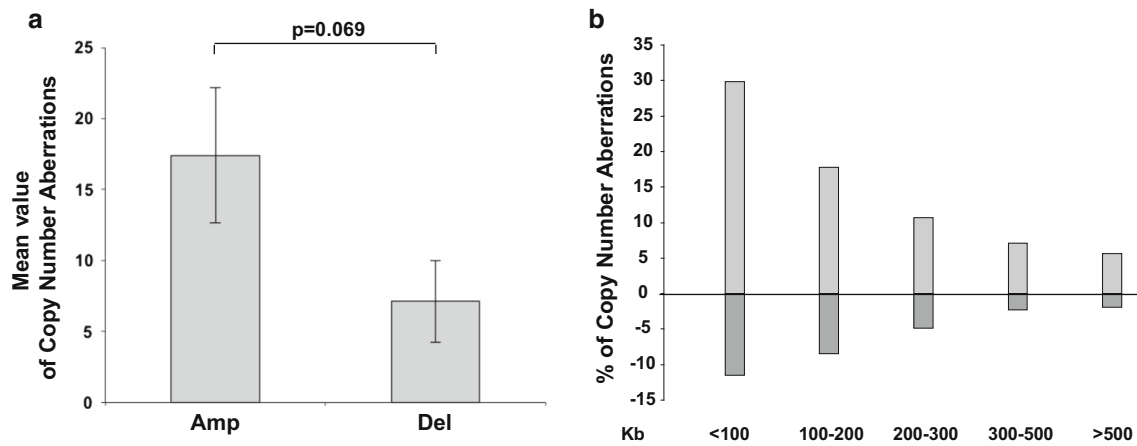 a
p=0.069
Mean value
of Copy Number Aberrations
25
20
15
10
5
0
Amp Del
b
% of Copy Number Aberrations
35
30
25
20
15
10
5
0
-5
-10
-15
Kb <100 100-200 200-300 300-500 >500